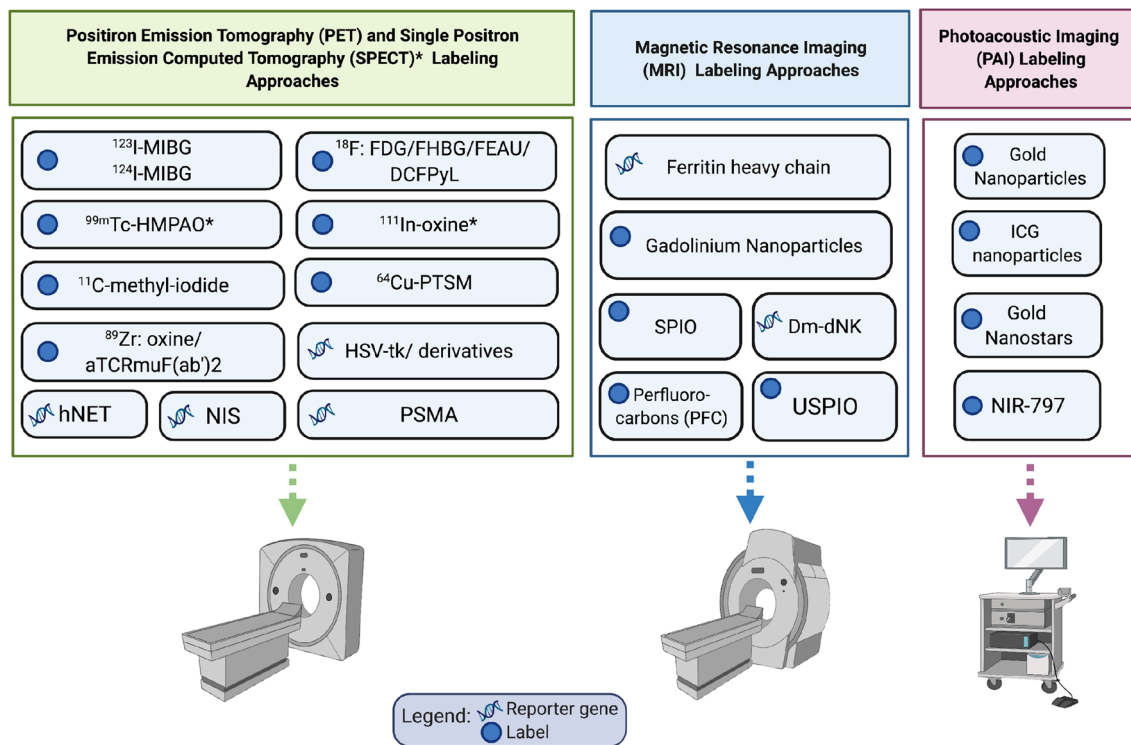 Positiron Emission Tomography (PET) and Single Positron
Emission Computed Tomography (SPECT)* Labeling
Approaches
Magnetic Resonance Imaging
(MRI) Labeling Approaches
Photoacoustic Imaging
(PAI) Labeling
Approaches
¹²³I-MIBG
¹²⁴I-MIBG
¹⁸F: FDG/FHBG/FEAU/
DCFPyL
⁹⁹ᵐTc-HMPAO*
¹¹¹In-oxine*
¹¹C-methyl-iodide
⁶⁴Cu-PTSM
⁸⁹Zr: oxine/
aTCRmuF(ab')2
HSV-tk/ derivatives
hNET
NIS
PSMA
Ferritin heavy chain
Gadolinium Nanoparticles
SPIO
Dm-dNK
Perfluoro-
carbons (PFC)
USPIO
Gold
Nanoparticles
ICG
nanoparticles
Gold
Nanostars
NIR-797
Legend:
Reporter gene
Label